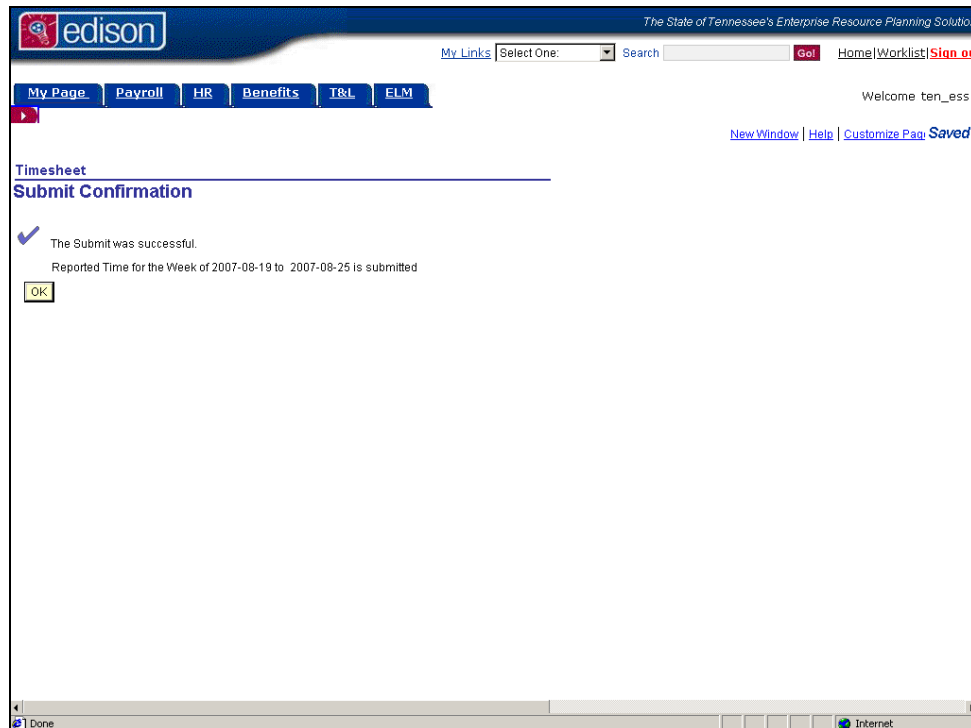 edison
The State of Tennessee's Enterprise Resource Planning Solutio
My Links Select One: Search Go! Home|Worklist|Sign ou
My Page Payroll HR Benefits T&L ELM
Welcome ten_ess
New Window | Help | Customize Pag Saved
Timesheet
Submit Confirmation
The Submit was successful.
Reported Time for the Week of 2007-08-19 to 2007-08-25 is submitted
OK
Done Internet